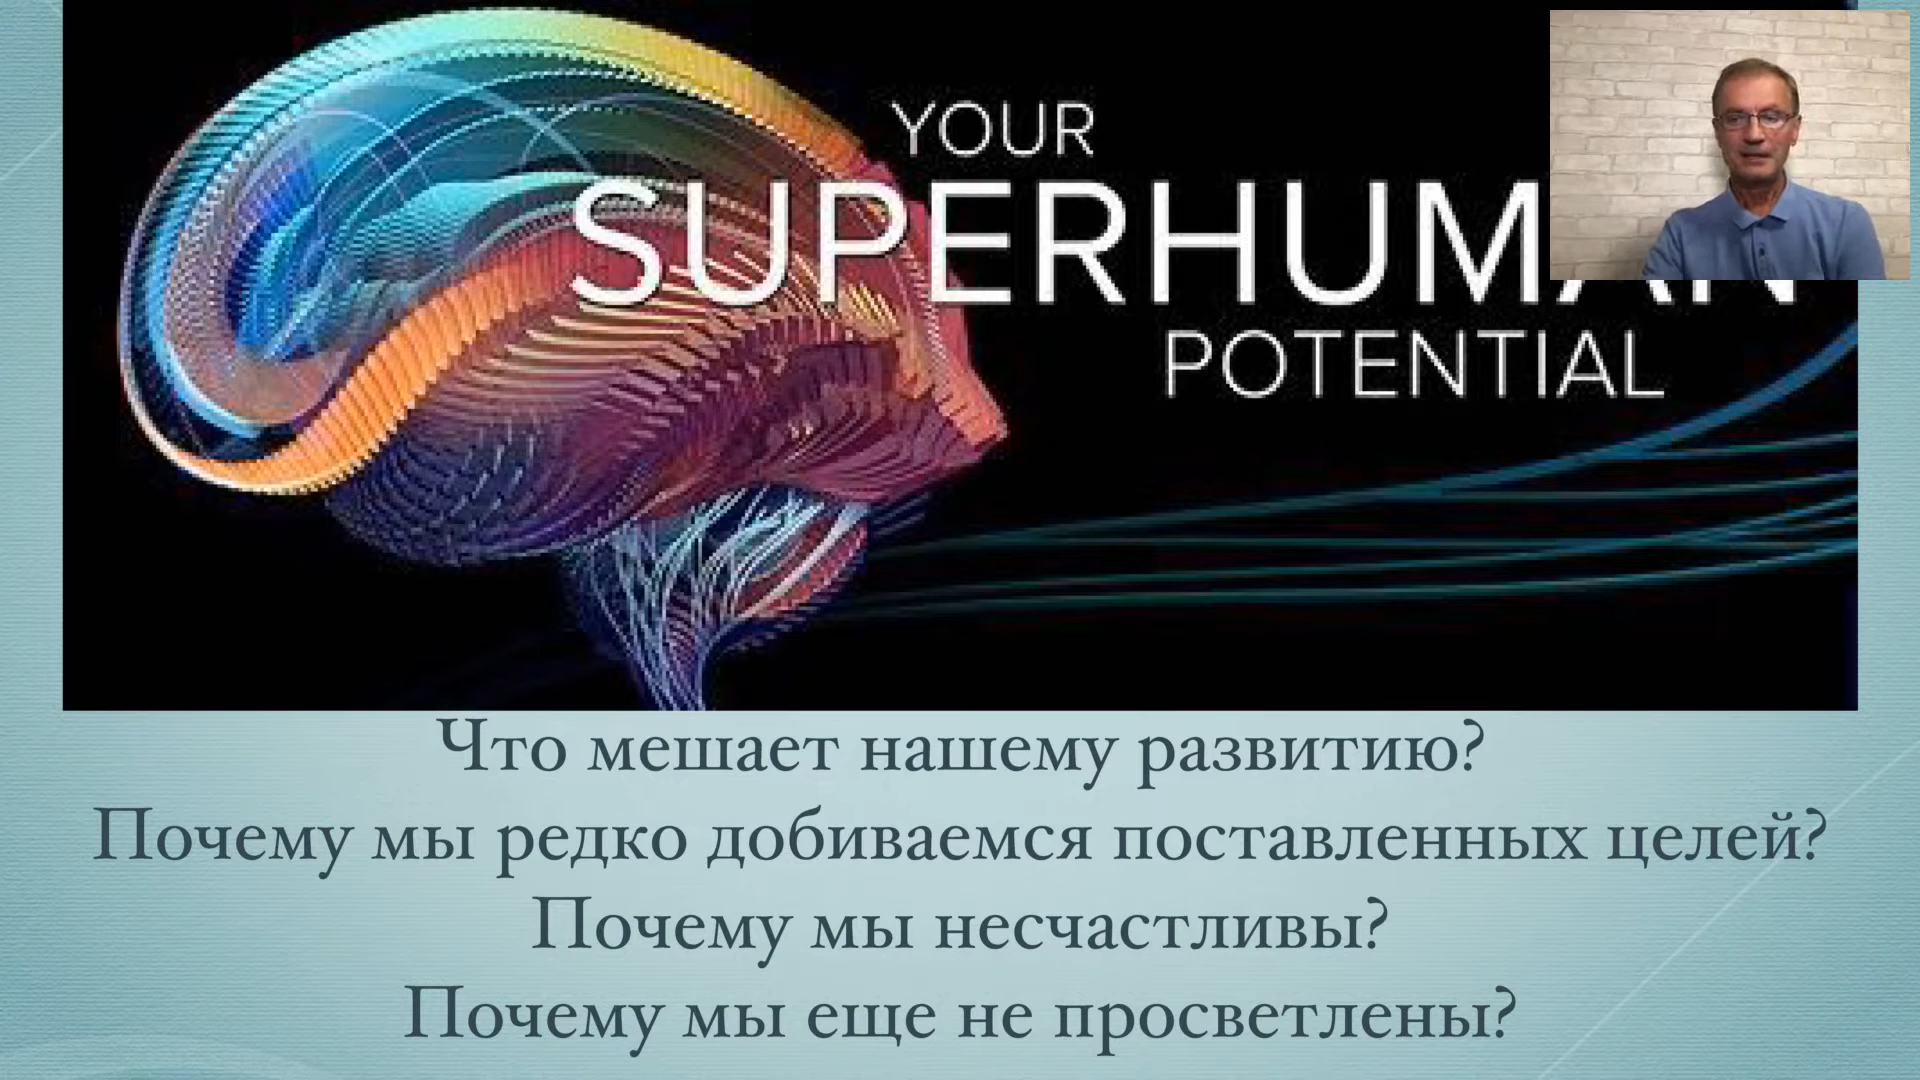 YOUR
SUPERHUMAN
POTENTIAL
Что мешает нашему развитию?
Почему мы редко добиваемся поставленных целей?
Почему мы несчастливы?
Почему мы еще не просветлены?